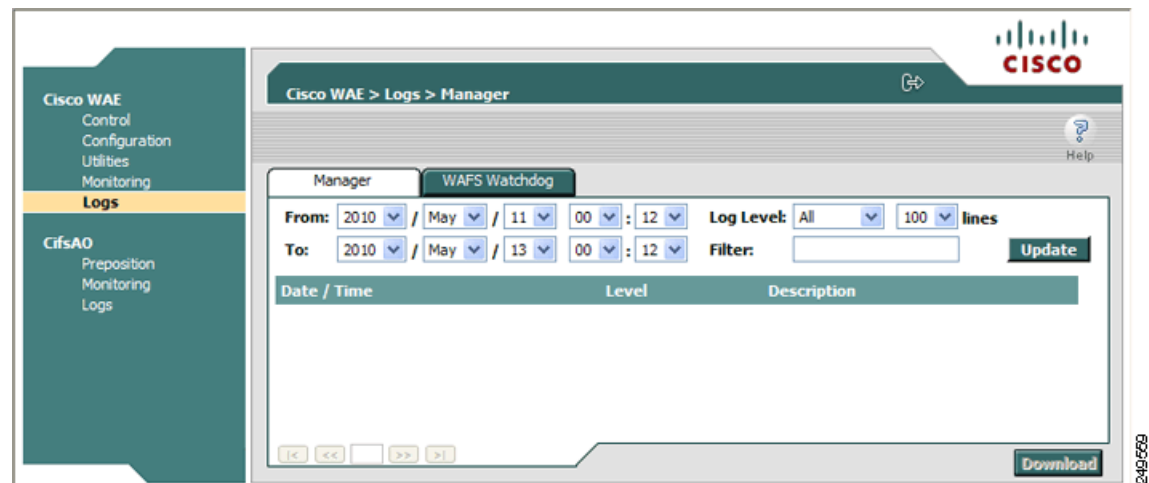 CISCO
Cisco WAE
Control
Configuration
Utilities
Monitoring
Logs
CifsAO
Preposition
Monitoring
Logs
Cisco WAE > Logs > Manager
Help
Manager
WAFS Watchdog
From: 2010 / May / 11 00 : 12 Log Level: All 100 lines
To: 2010 / May / 13 00 : 12 Filter: Update
Date / Time Level Description
|< << >> >|
Download
249559